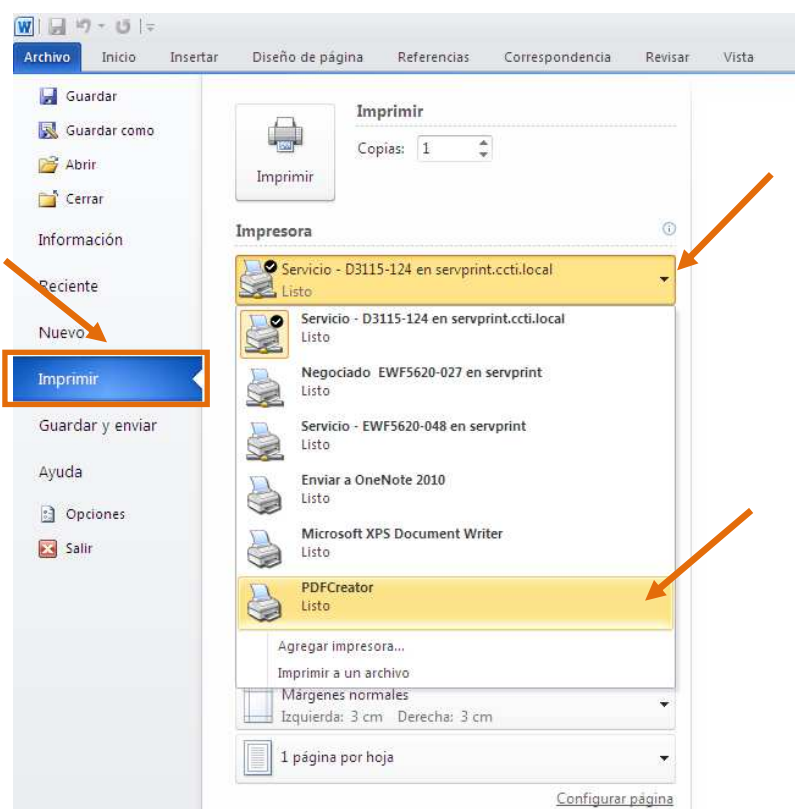 Archivo Inicio Insertar Diseño de página Referencias Correspondencia Revisar Vista
Guardar
Guardar como
Abrir
Cerrar
Información
Reciente
Nuevo
Imprimir
Guardar y enviar
Ayuda
Opciones
Salir
Imprimir
Imprimir
Copias: 1
Impresora
Servicio - D3115-124 en servprint.ccti.local
Listo
Servicio - D3115-124 en servprint.ccti.local
Listo
Negociado EWF5620-027 en servprint
Listo
Servicio - EWF5620-048 en servprint
Listo
Enviar a OneNote 2010
Listo
Microsoft XPS Document Writer
Listo
PDFCreator
Listo
Agregar impresora...
Imprimir a un archivo
Márgenes normales
Izquierda: 3 cm Derecha: 3 cm
1 página por hoja
Configurar página